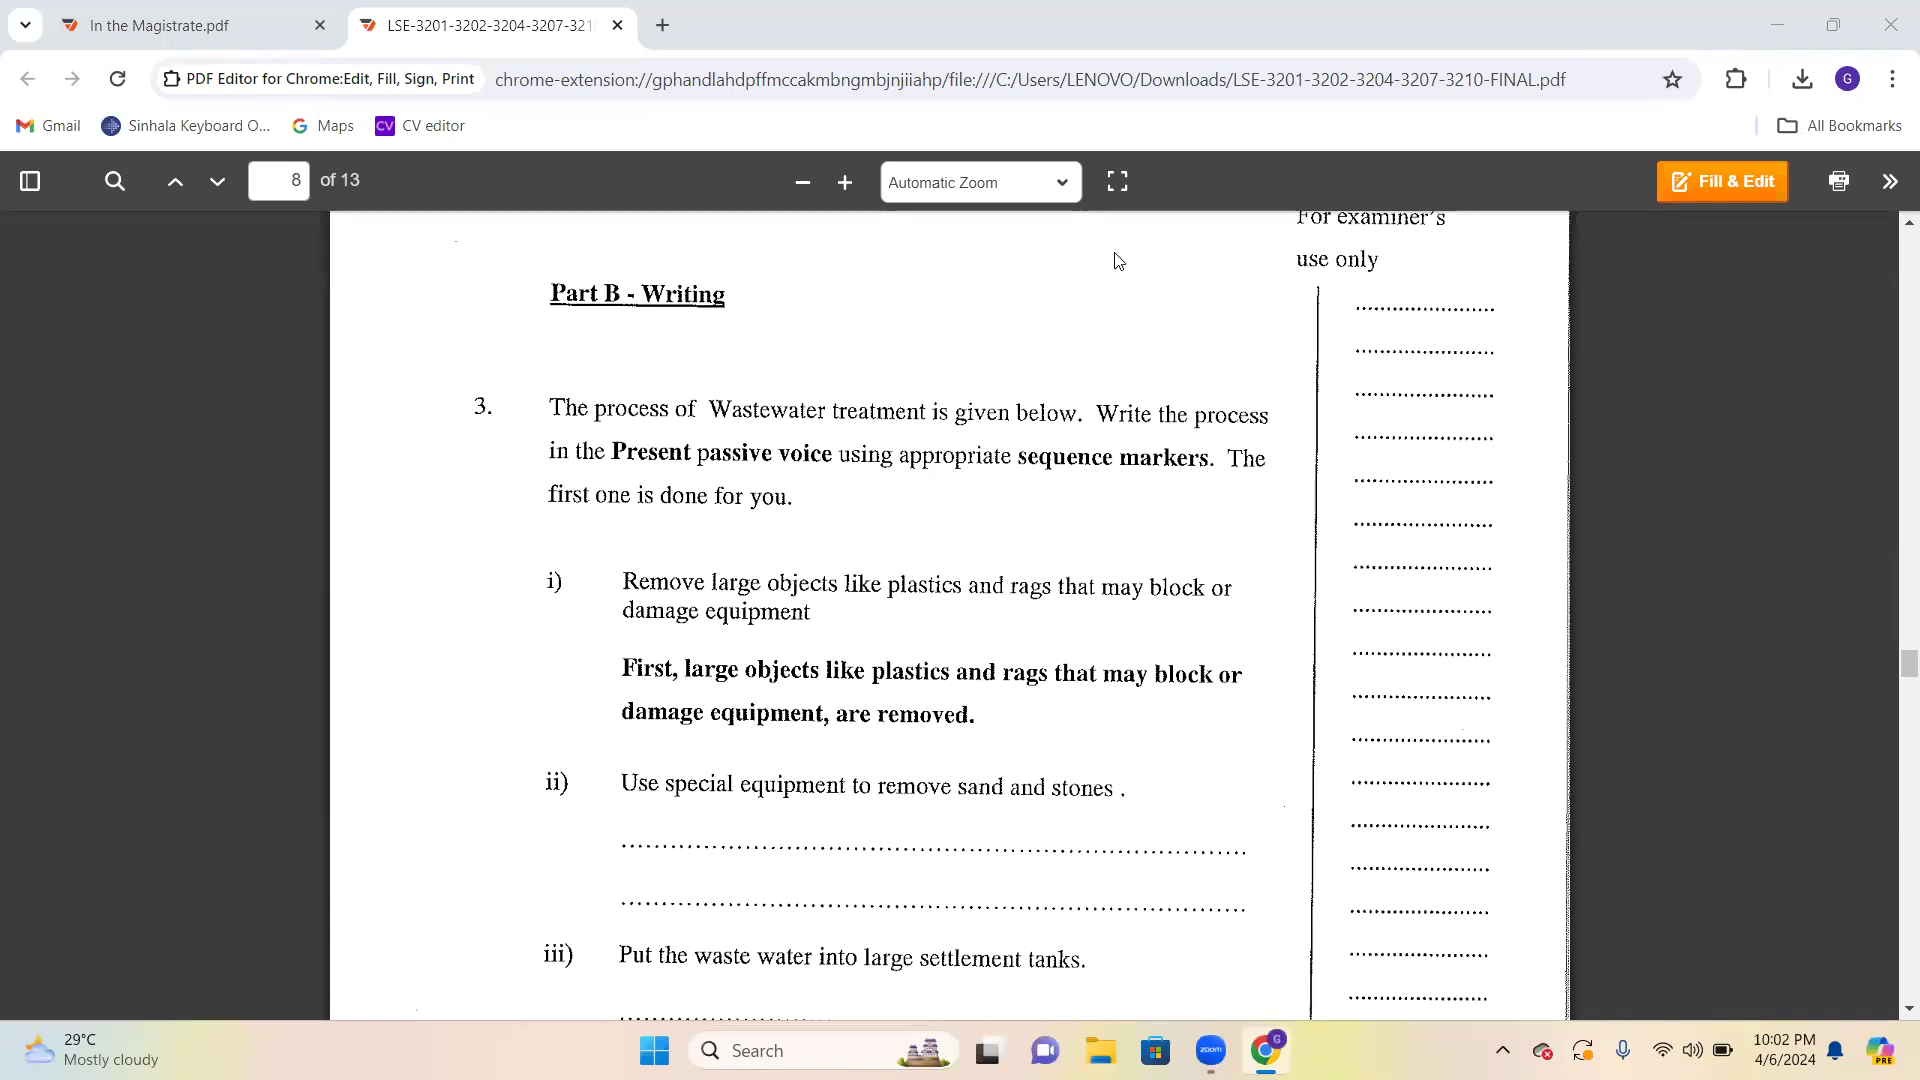 In the Magistrate.pdf
LSE-3201-3202-3204-3207-321
PDF Editor for Chrome:Edit, Fill, Sign, Print
chrome-extension://gphandlahdpffmccakmbngmbjnjiiahp/file:///C:/Users/LENOVO/Downloads/LSE-3201-3202-3204-3207-3210-FINAL.pdf
G
Gmail
Sinhala Keyboard O...
Maps
CV
CV editor
All Bookmarks
8 of 13
Automatic Zoom
Fill & Edit
For examiner's
use only
Part B - Writing
3. The process of Wastewater treatment is given below. Write the process
in the Present passive voice using appropriate sequence markers. The
first one is done for you.
i) Remove large objects like plastics and rags that may block or
damage equipment
First, large objects like plastics and rags that may block or
damage equipment, are removed.
ii) Use special equipment to remove sand and stones .
iii) Put the waste water into large settlement tanks.
29°C
Mostly cloudy
Search
zoom
G
10:02 PM
4/6/2024
PRE